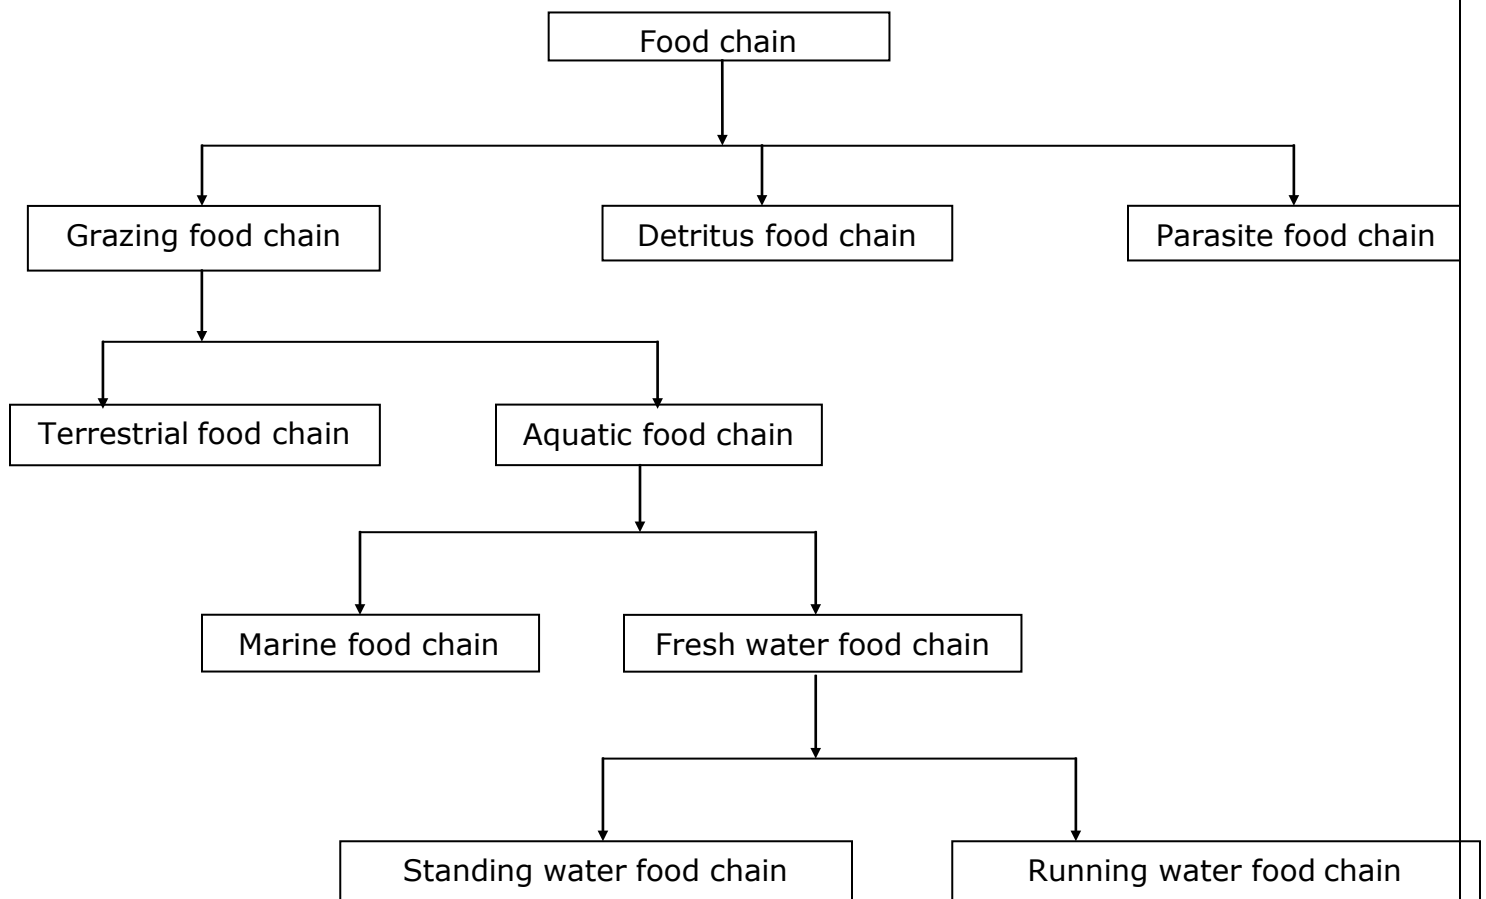 Food chain
Grazing food chain
Detritus food chain
Parasite food chain
Terrestrial food chain
Aquatic food chain
Marine food chain
Fresh water food chain
Standing water food chain
Running water food chain